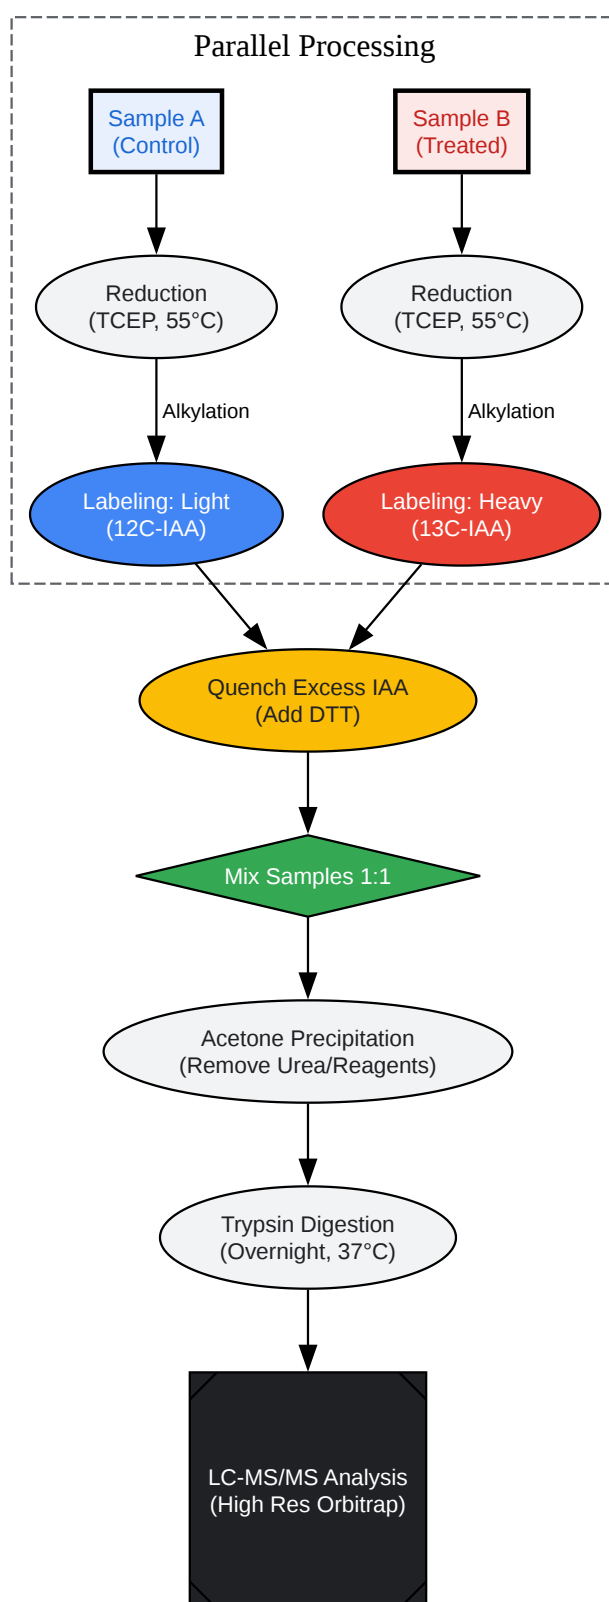 Parallel Processing
Sample A
(Control)
Sample B
(Treated)
Reduction
(TCEP, 55°C)
Reduction
(TCEP, 55°C)
Alkylation
Alkylation
Labeling: Light
(12C-IAA)
Labeling: Heavy
(13C-IAA)
Quench Excess IAA
(Add DTT)
Mix Samples 1:1
Acetone Precipitation
(Remove Urea/Reagents)
Trypsin Digestion
(Overnight, 37°C)
LC-MS/MS Analysis
(High Res Orbitrap)